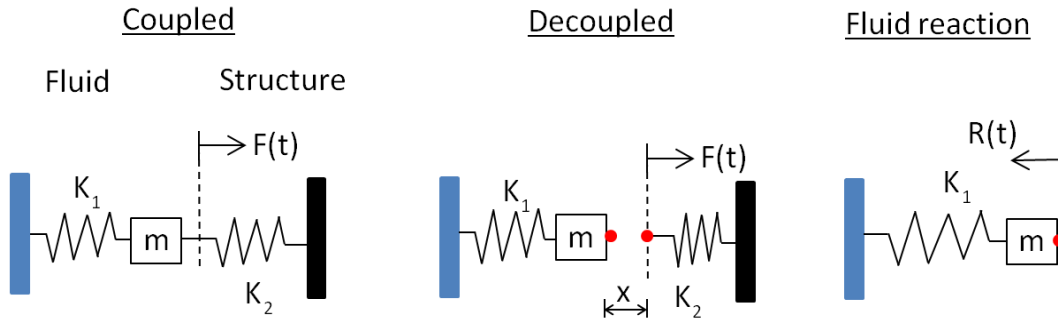 Coupled
Fluid Structure
F(t)
K1
m
K2
Decoupled
F(t)
K1
m
x
K2
Fluid reaction
R(t)
K1
m